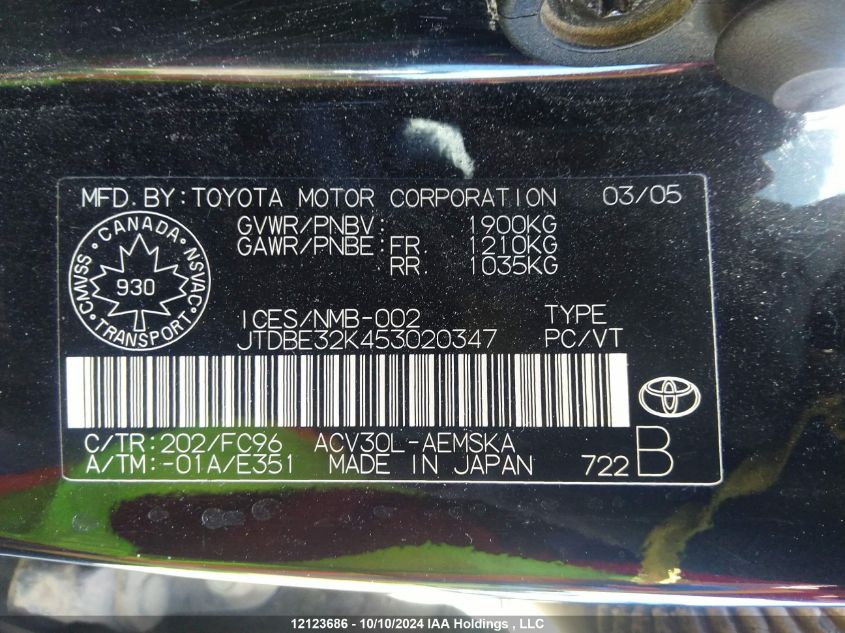 MFD. BY: TOYOTA MOTOR CORPORATION 03/05
GVWR/PNBV: 1900KG
GAWR/PNBE: FR. 1210KG
RR. 1035KG
CANADA
CMVSS NSVAC
930
TRANSPORT
ICES/NMB-002 TYPE
JTDBE32K453020347 PC/VT
C/TR: 202/FC96 ACV30L-AEMSKA
A/TM: -01A/E351 MADE IN JAPAN 722 B
12123686 - 10/10/2024 IAA Holdings , LLC